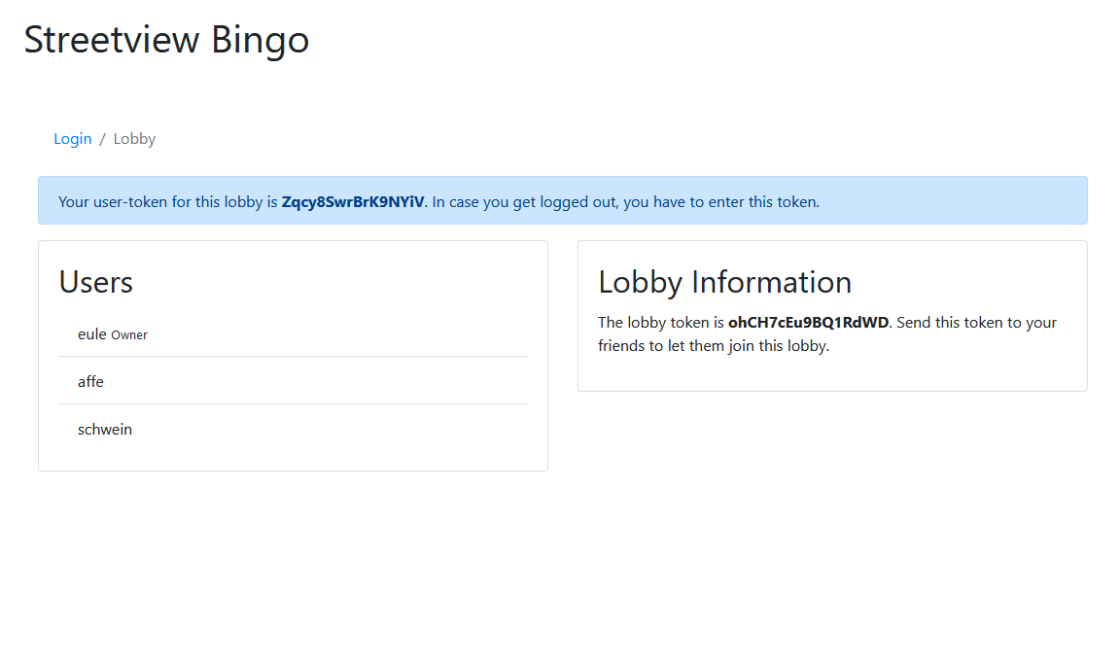 Streetview Bingo
Login / Lobby
Your user-token for this lobby is Zqcy8SwrBrK9NYiV. In case you get logged out, you have to enter this token.
Users
eule Owner
affe
schwein
Lobby Information
The lobby token is ohCH7cEu9BQ1RdWD. Send this token to your
friends to let them join this lobby.